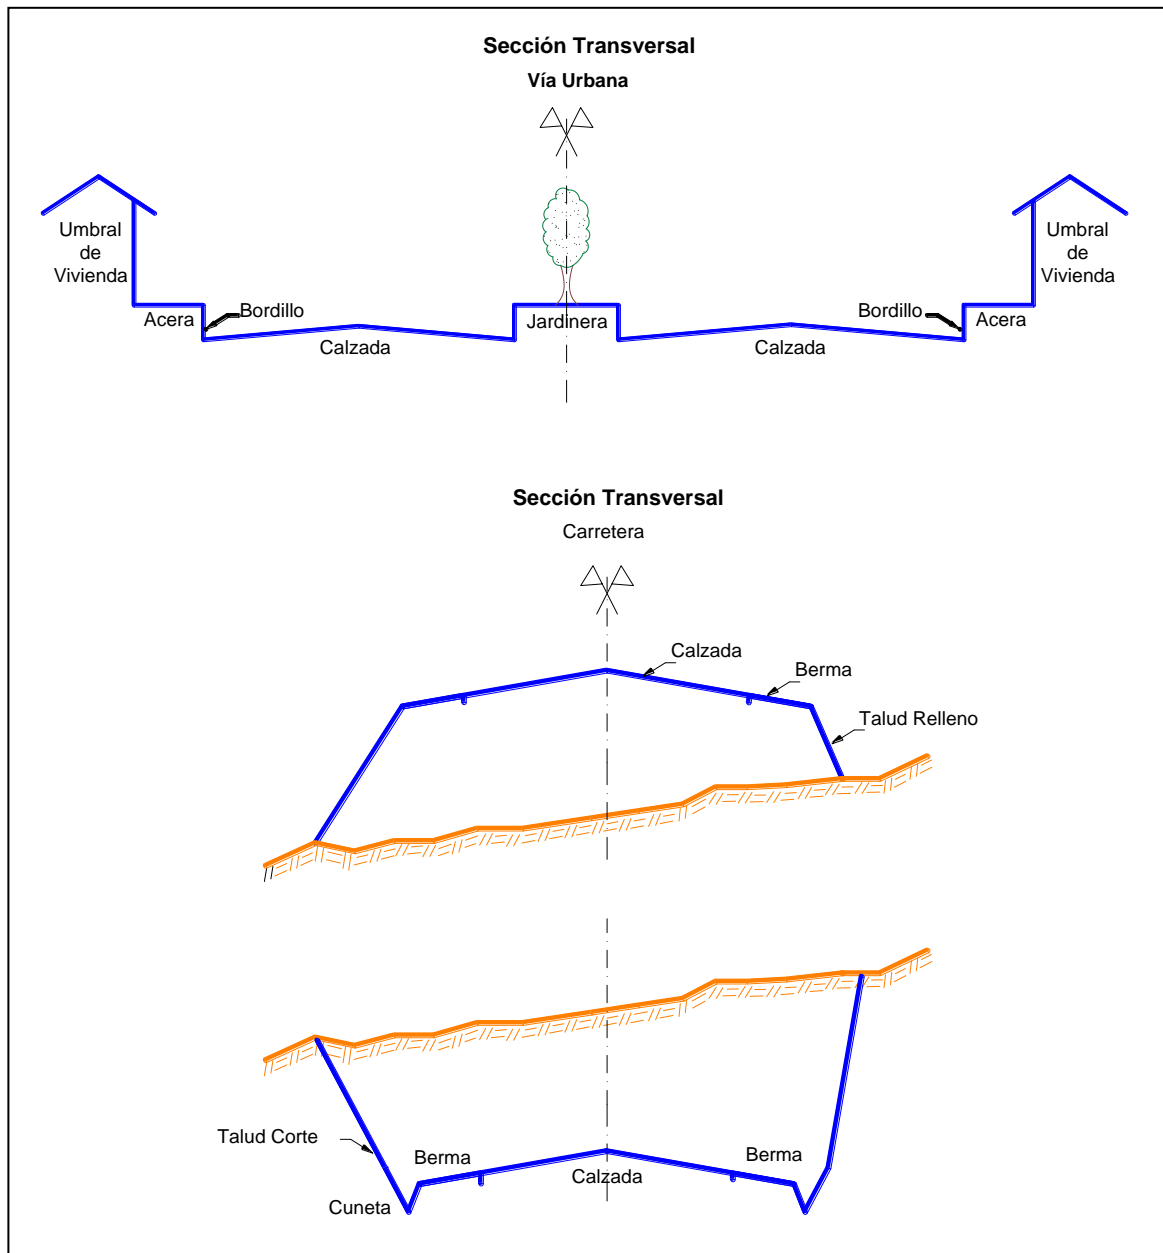 Sección Transversal
Vía Urbana
Umbral
de
Vivienda
Umbral
de
Vivienda
Acera
Bordillo
Jardinera
Bordillo
Acera
Calzada
Calzada
Sección Transversal
Carretera
Calzada
Berma
Talud Relleno
Talud Corte
Berma
Berma
Calzada
Cuneta